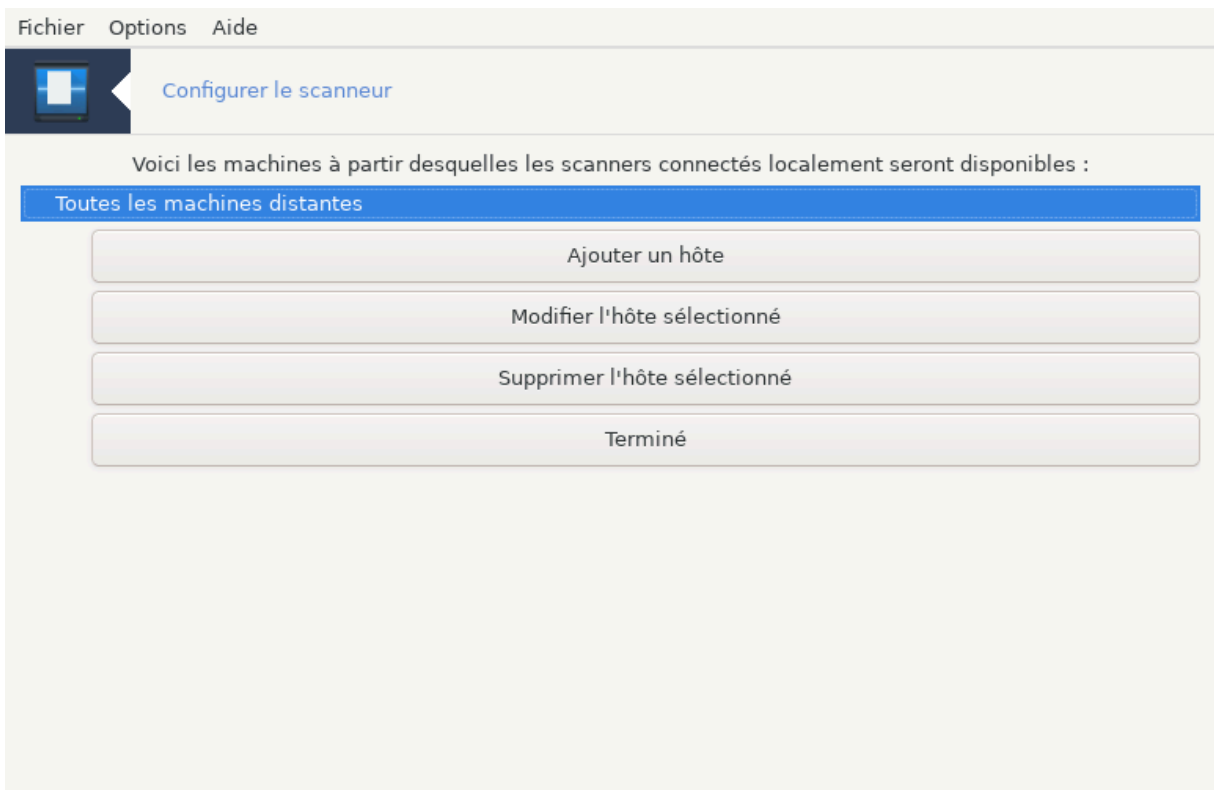 Fichier Options Aide
Configurer le scanneur
Voici les machines à partir desquelles les scanners connectés localement seront disponibles :
Toutes les machines distantes
Ajouter un hôte
Modifier l'hôte sélectionné
Supprimer l'hôte sélectionné
Terminé